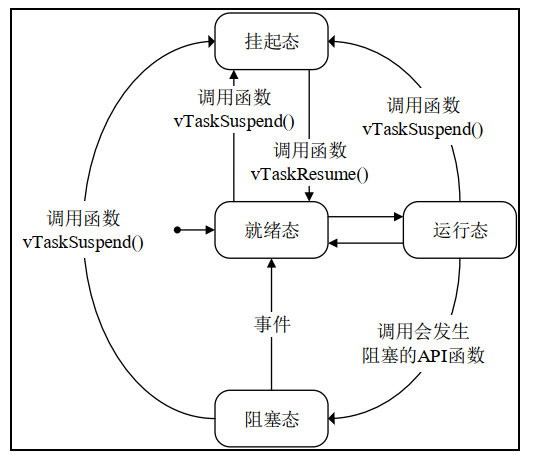 挂起态
调用函数
vTaskSuspend()
调用函数
vTaskSuspend()
调用函数
vTaskResume()
调用函数
vTaskSuspend()
就绪态
运行态
事件
调用会发生
阻塞的API函数
阻塞态